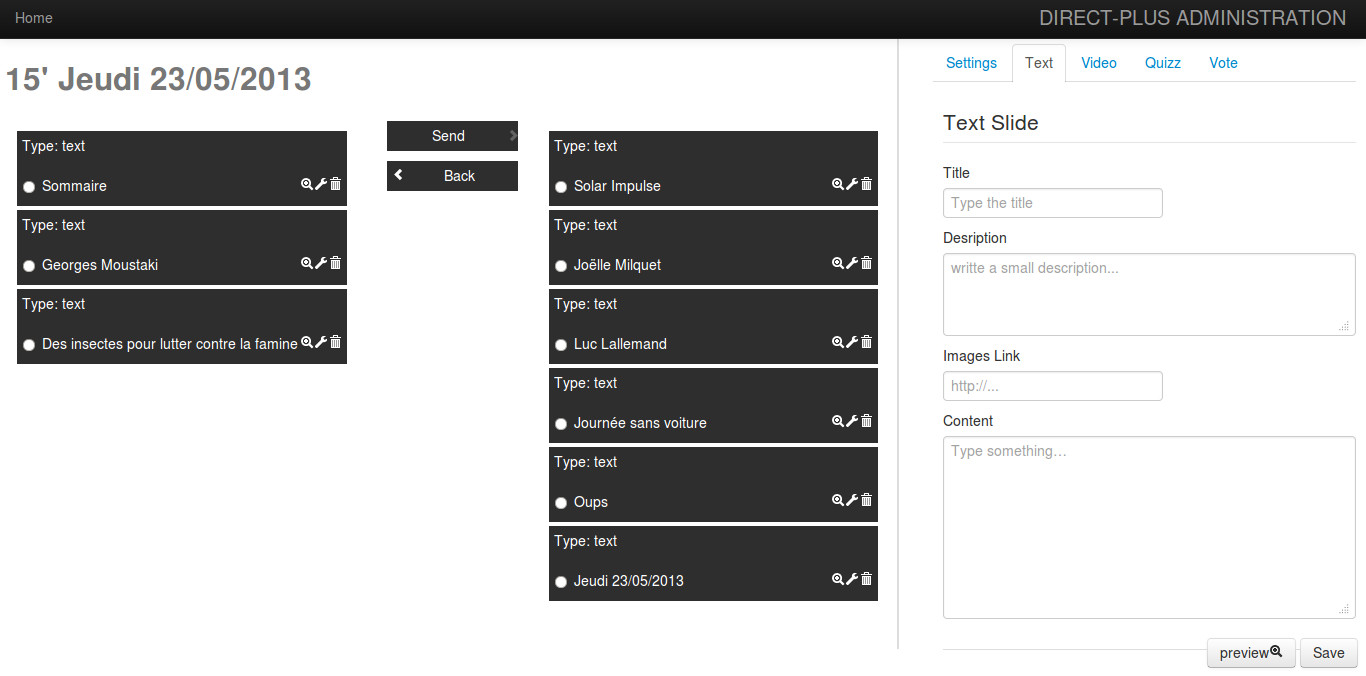 Home
DIRECT-PLUS ADMINISTRATION
15' Jeudi 23/05/2013
Type: text
Sommaire
Type: text
Georges Moustaki
Type: text
Des insectes pour lutter contre la famine
Send
Back
Type: text
Solar Impulse
Type: text
Joëlle Milquet
Type: text
Luc Lallemand
Type: text
Journée sans voiture
Type: text
Oups
Type: text
Jeudi 23/05/2013
Settings Text Video Quizz Vote
Text Slide
Title
Type the title
Desription
writte a small description...
Images Link
http://...
Content
Type something…
preview
Save